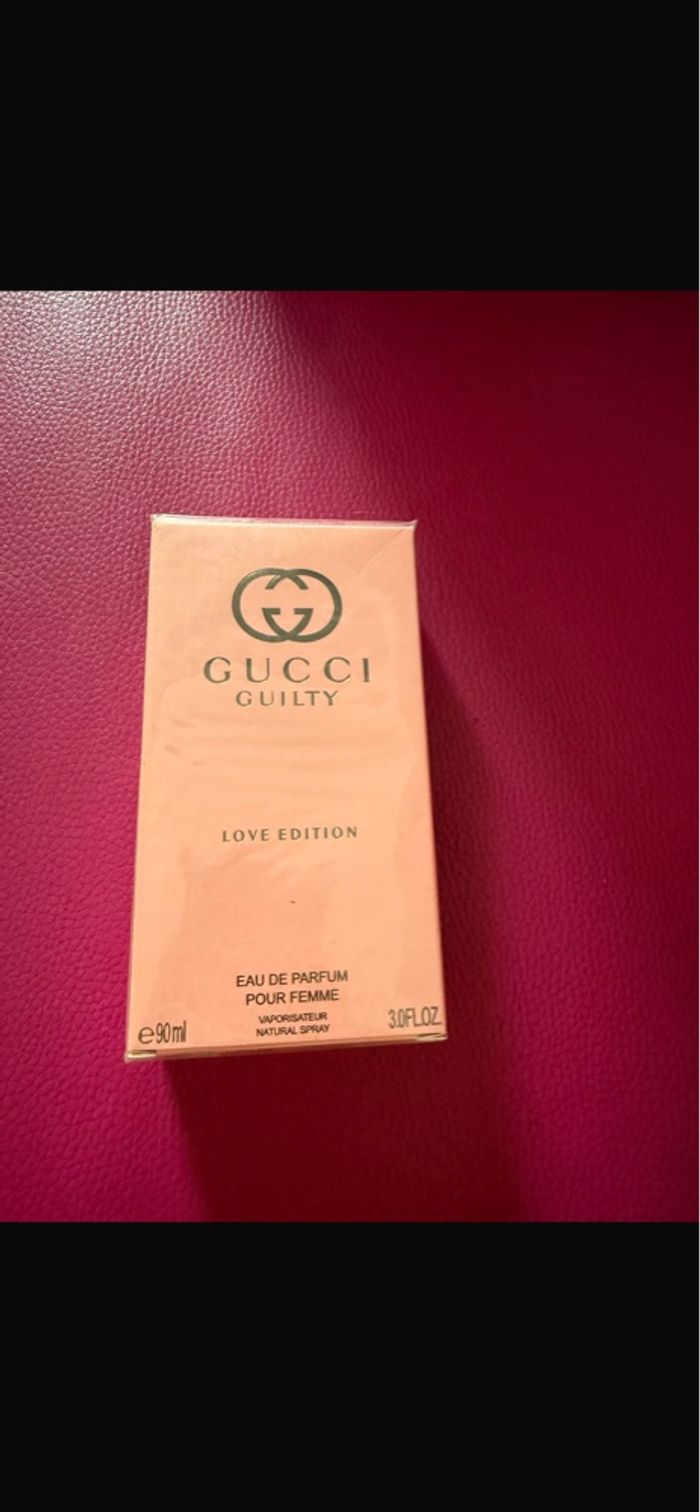 GUCCI
GUILTY
LOVE EDITION
EAU DE PARFUM
POUR FEMME
VAPORISATEUR
NATURAL SPRAY
℮90ml
3.0FL.OZ.